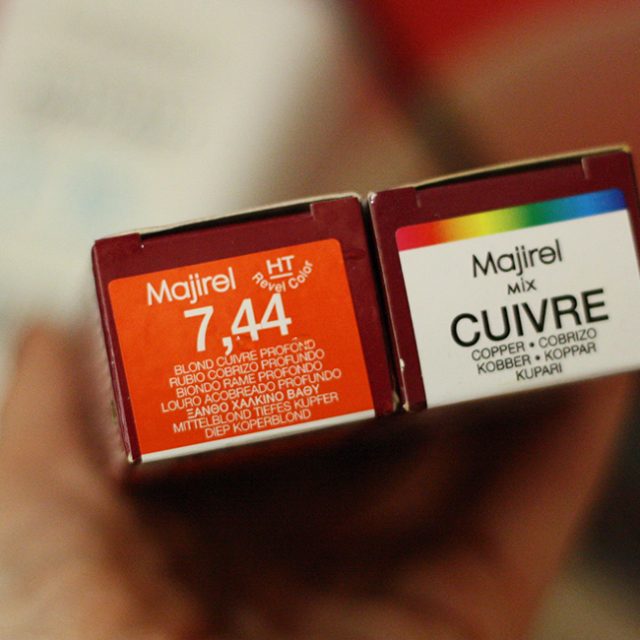 Majirel HT
Revel Color
7,44
BLOND CUIVRE PROFOND
RUBIO COBRIZO PROFUNDO
BIONDO RAME PROFONDO
LOURO ACOBREADO PROFUNDO
ΞΑΝΘΟ ΧΑΛΚΙΝΟ ΒΑΘΥ
MITTELBLOND TIEFES KUPFER
DIEP KOPERBLOND
Majirel
MIX
CUIVRE
COPPER • COBRIZO
KOBBER • KOPPAR
KUPARI